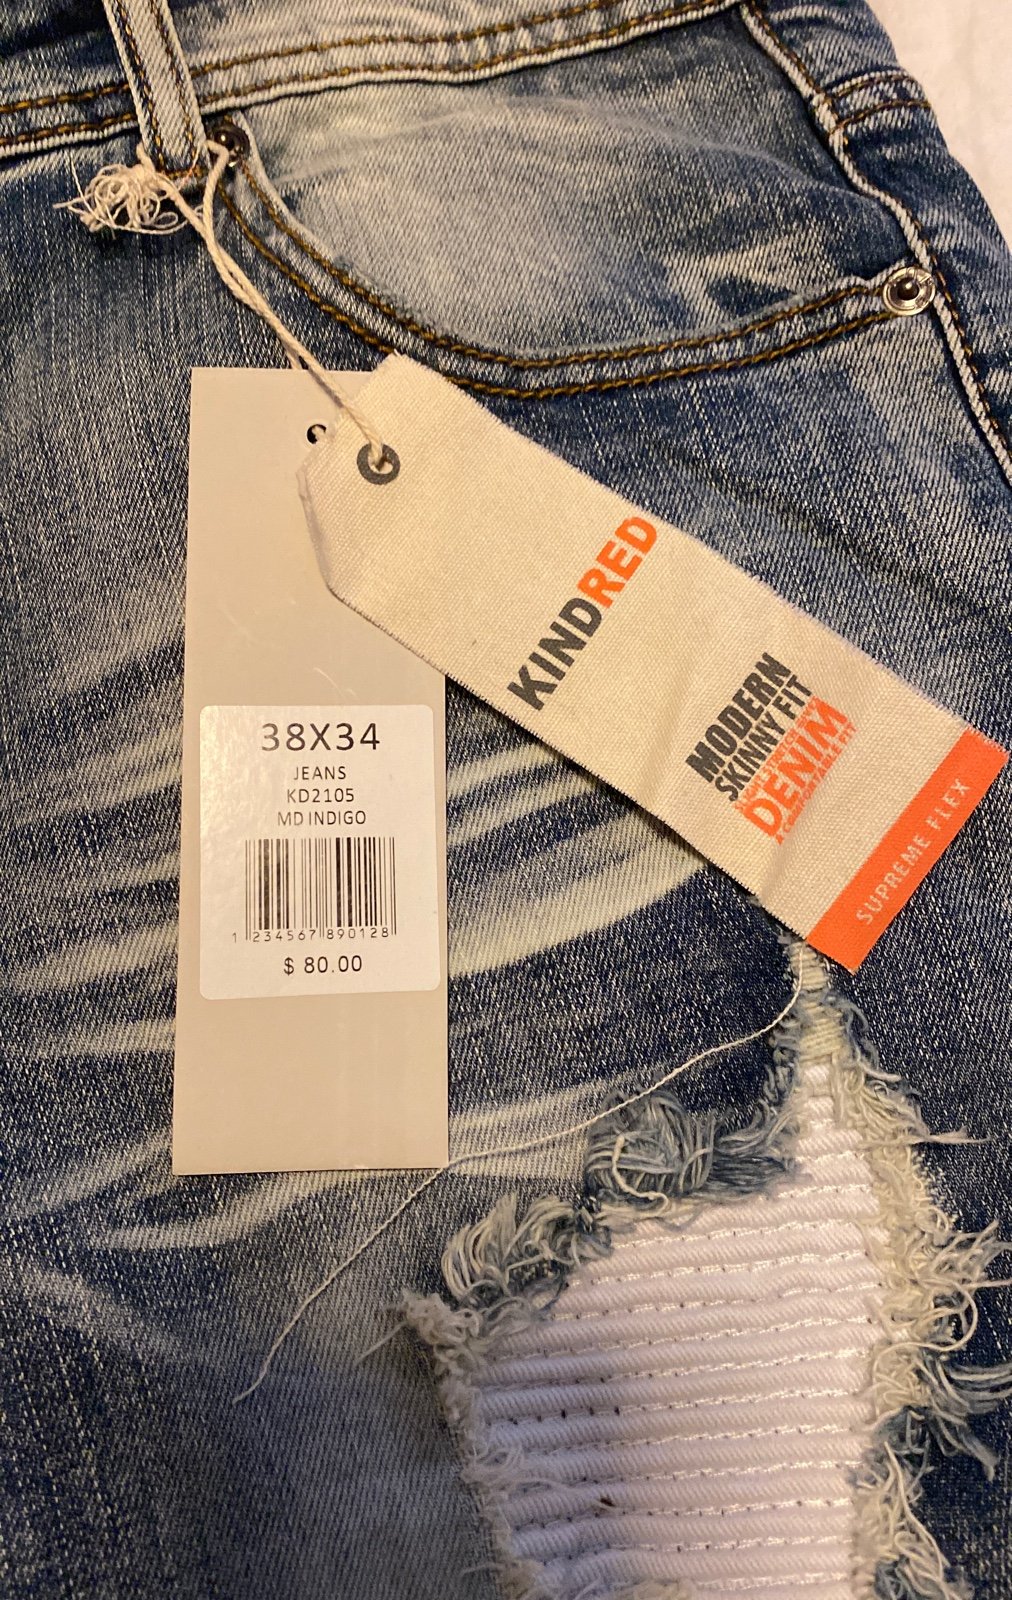 38X34
JEANS
KD2105
MD INDIGO
1 234567 890128
$ 80.00
KINDRED
MODERN
SKINNY FIT
DENIM
SUPREME FLEX